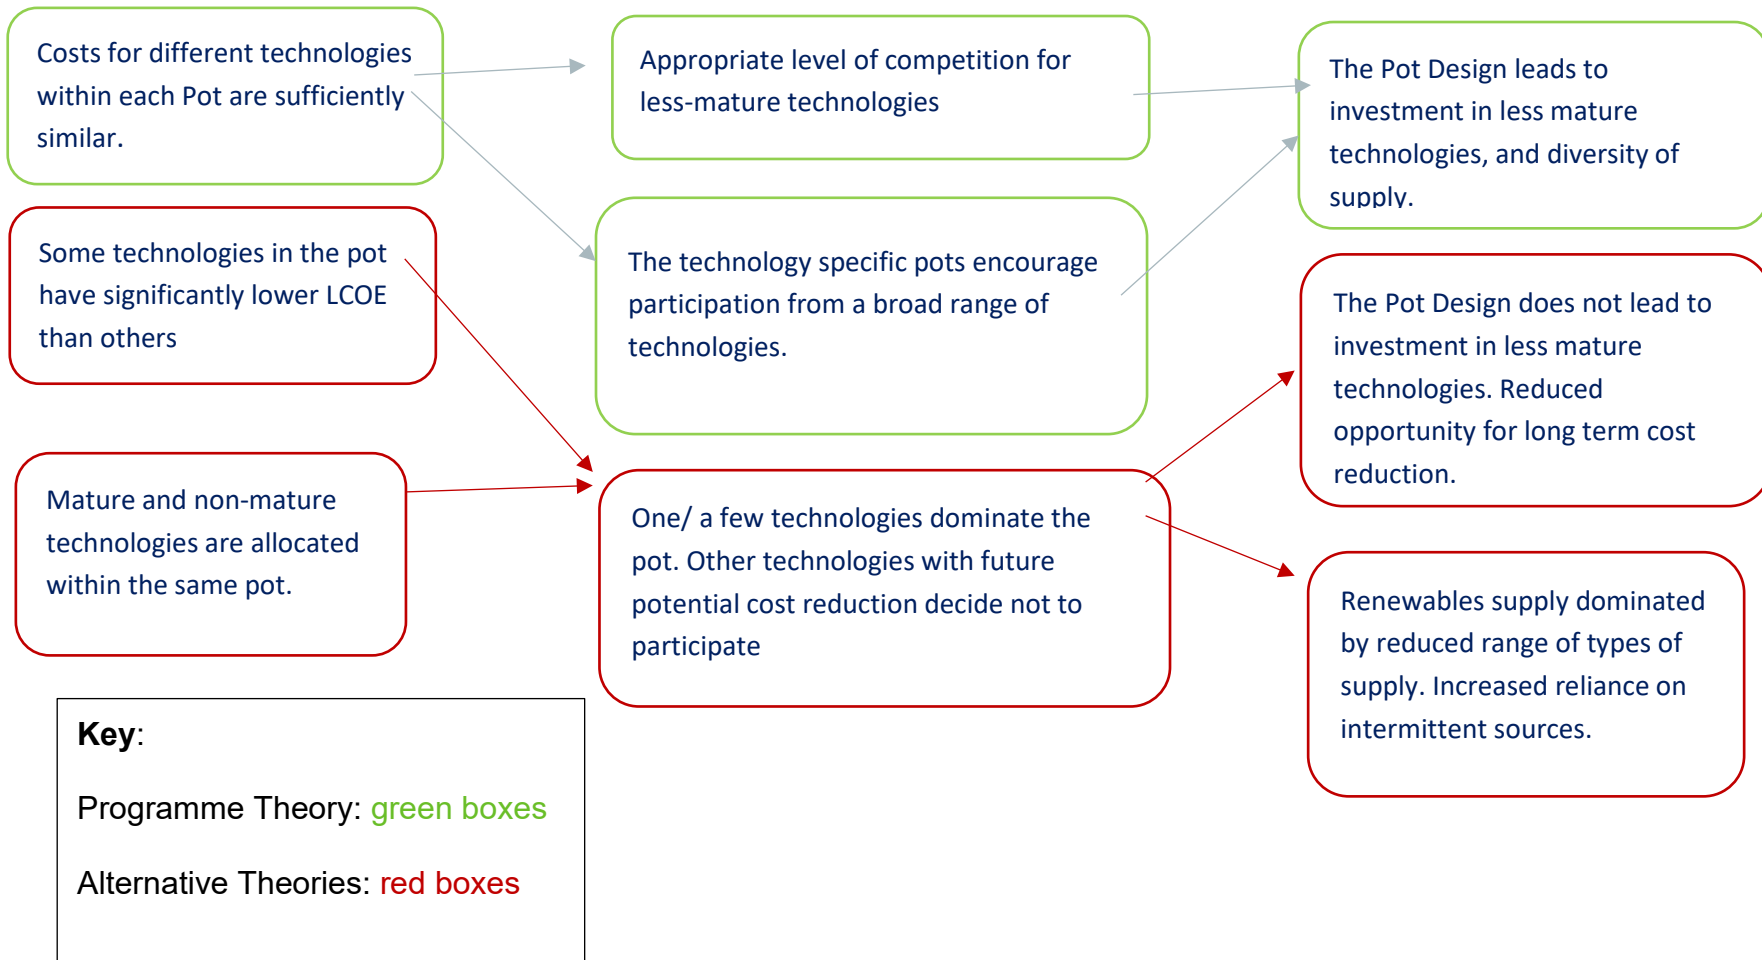 Costs for different technologies
within each Pot are sufficiently
similar.
Appropriate level of competition for
less-mature technologies
The Pot Design leads to
investment in less mature
technologies, and diversity of
supply.
Some technologies in the pot
have significantly lower LCOE
than others
The technology specific pots encourage
participation from a broad range of
technologies.
The Pot Design does not lead to
investment in less mature
technologies. Reduced
opportunity for long term cost
reduction.
Mature and non-mature
technologies are allocated
within the same pot.
One/ a few technologies dominate the
pot. Other technologies with future
potential cost reduction decide not to
participate
Renewables supply dominated
by reduced range of types of
supply. Increased reliance on
intermittent sources.
Key:
Programme Theory: green boxes
Alternative Theories: red boxes